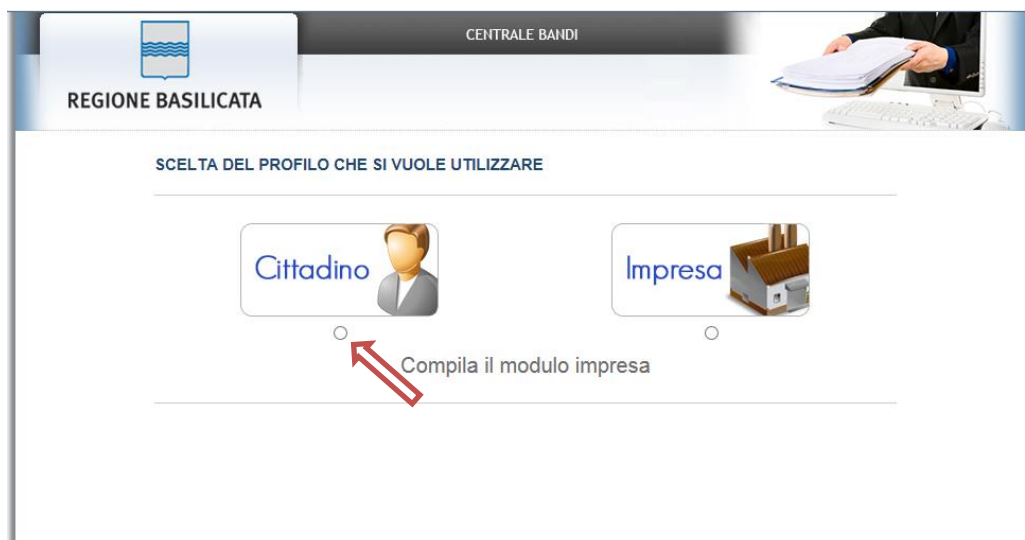 CENTRALE BANDI
REGIONE BASILICATA
SCELTA DEL PROFILO CHE SI VUOLE UTILIZZARE
Cittadino
Impresa
Compila il modulo impresa